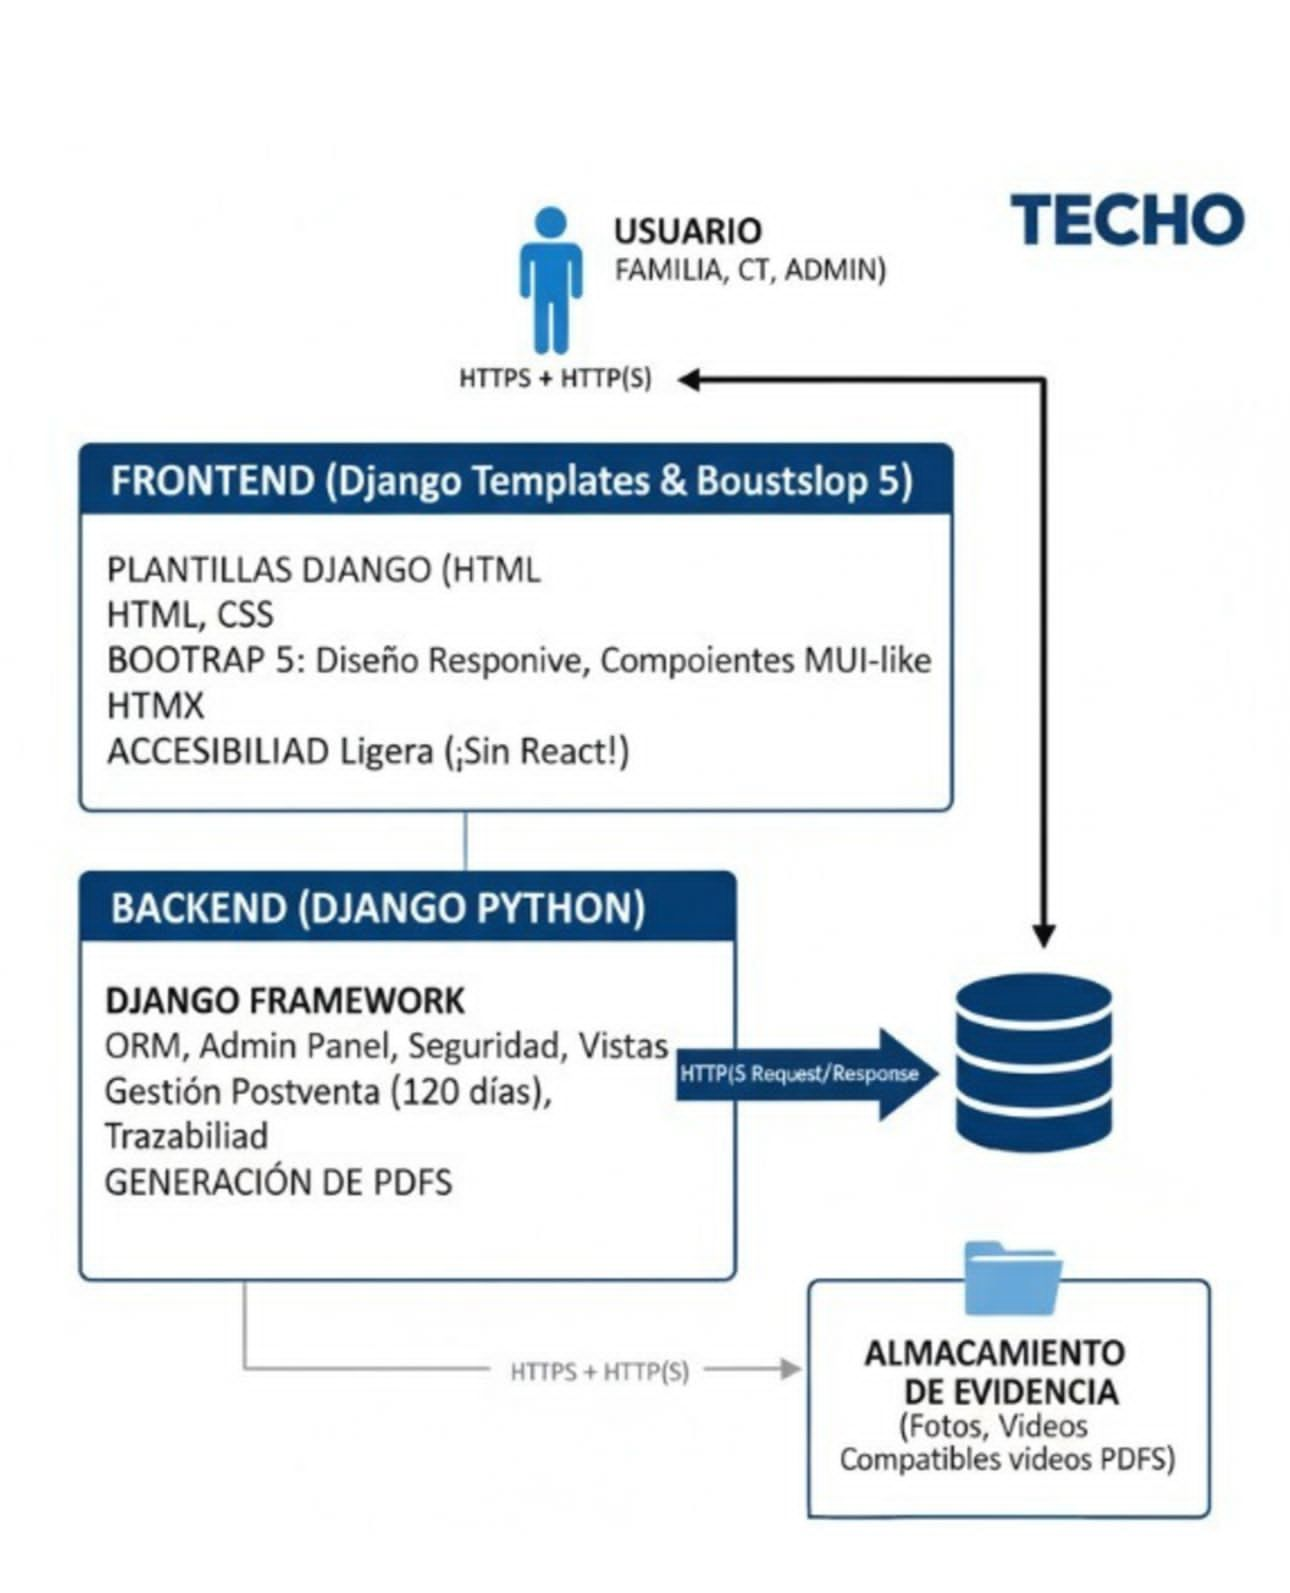 TECHO
USUARIO
FAMILIA, CT, ADMIN)
HTTPS + HTTP(S)
FRONTEND (Django Templates & Boustslop 5)
PLANTILLAS DJANGO (HTML
HTML, CSS
BOOTRAP 5: Diseño Responive, Compoientes MUI-like
HTMX
ACCESIBILIAD Ligera (¡Sin React!)
BACKEND (DJANGO PYTHON)
DJANGO FRAMEWORK
ORM, Admin Panel, Seguridad, Vistas
Gestión Postventa (120 días),
Trazabiliad
GENERACIÓN DE PDFS
HTTP(S Request/Response
HTTPS + HTTP(S)
ALMACAMIENTO
DE EVIDENCIA
(Fotos, Videos
Compatibles videos PDFS)